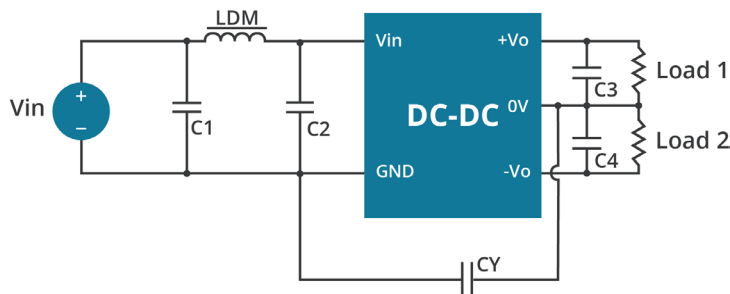 LDM
Vin
+
−
C1
C2
Vin
GND
DC-DC
+Vo
0V
-Vo
C3
C4
Load 1
Load 2
CY